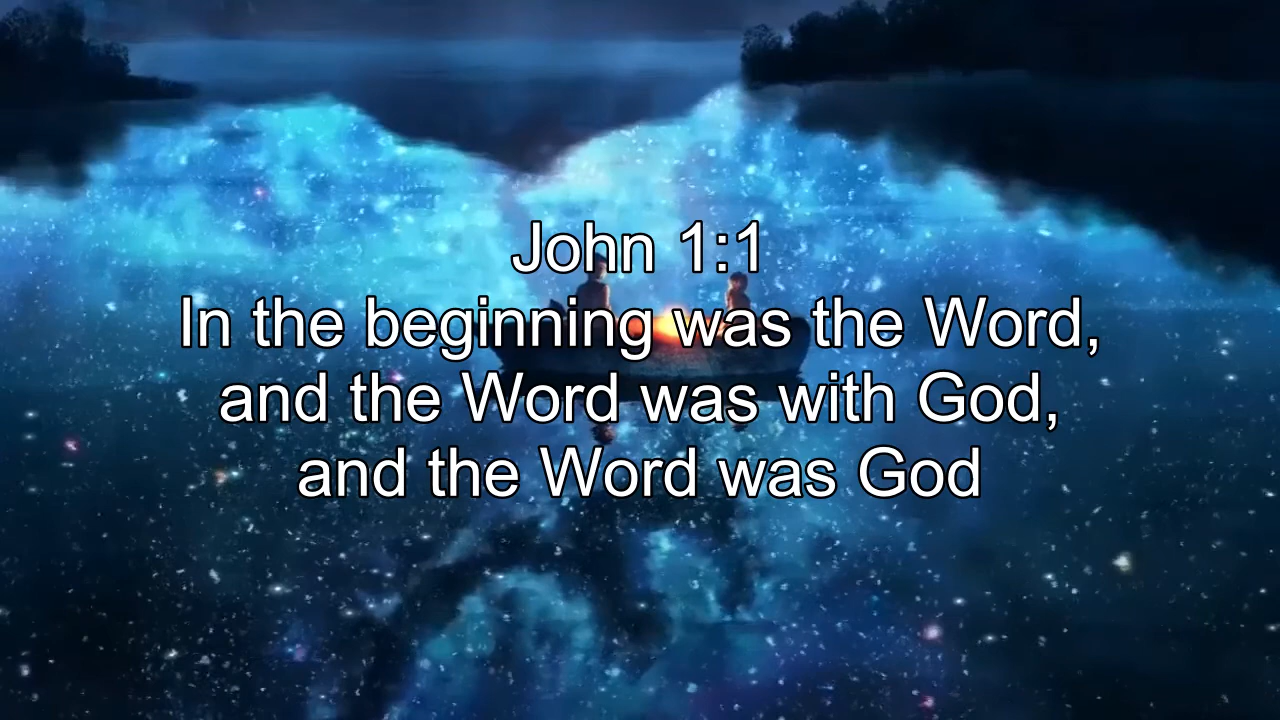 John 1:1
In the beginning was the Word,
and the Word was with God,
and the Word was God